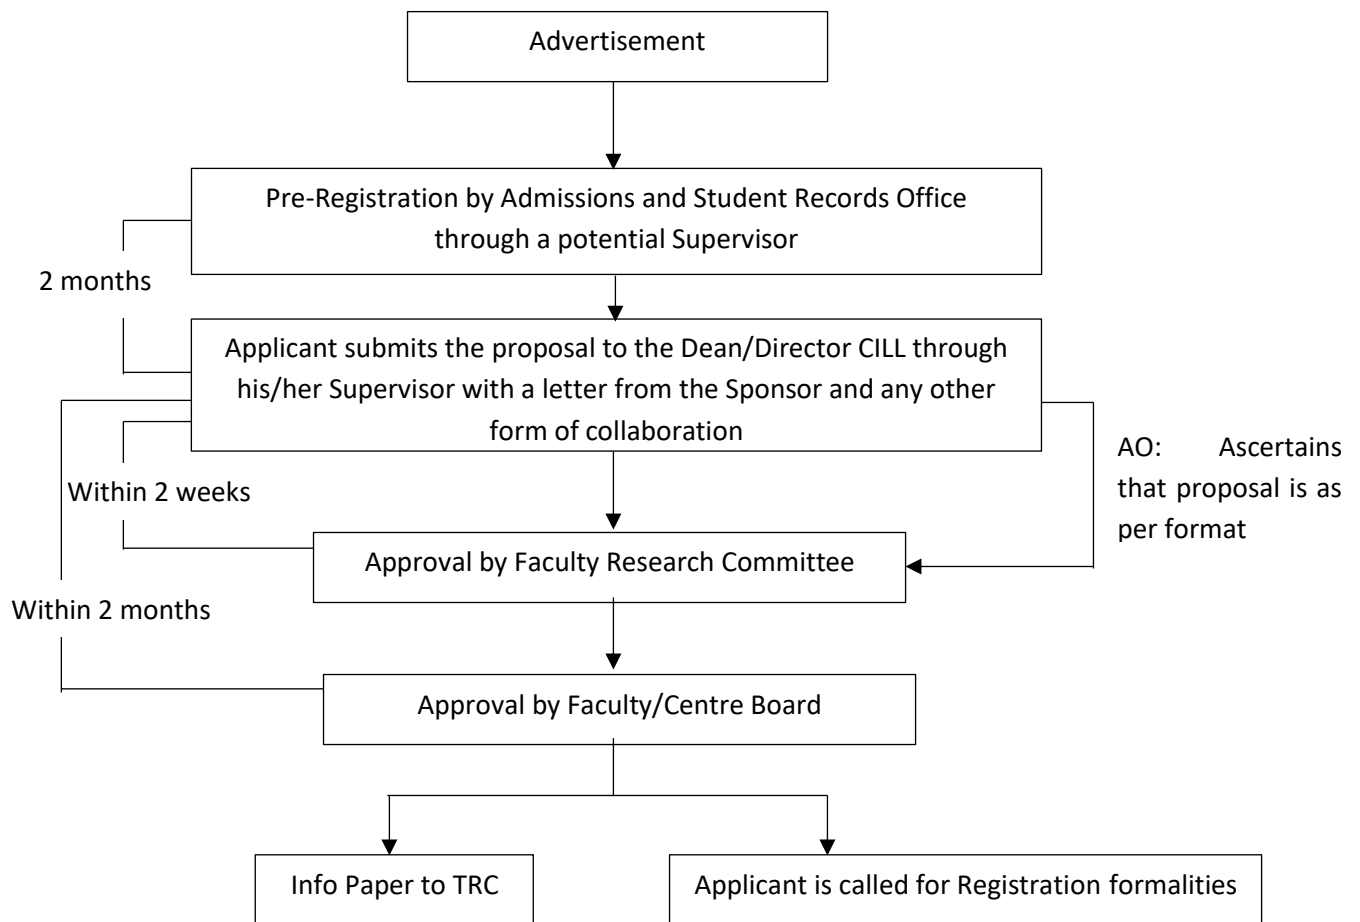 Advertisement
Pre-Registration by Admissions and Student Records Office
through a potential Supervisor
2 months
Applicant submits the proposal to the Dean/Director CILL through
his/her Supervisor with a letter from the Sponsor and any other
form of collaboration
AO: Ascertains
that proposal is as
per format
Within 2 weeks
Approval by Faculty Research Committee
Within 2 months
Approval by Faculty/Centre Board
Info Paper to TRC
Applicant is called for Registration formalities